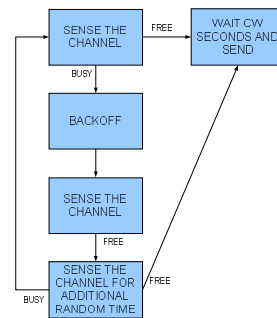 SENSE THE
CHANNEL
FREE
WAIT CW
SECONDS AND
SEND
BUSY
BACKOFF
SENSE THE
CHANNEL
FREE
SENSE THE
CHANNEL FOR
ADDITIONAL
RANDOM TIME
FREE
BUSY